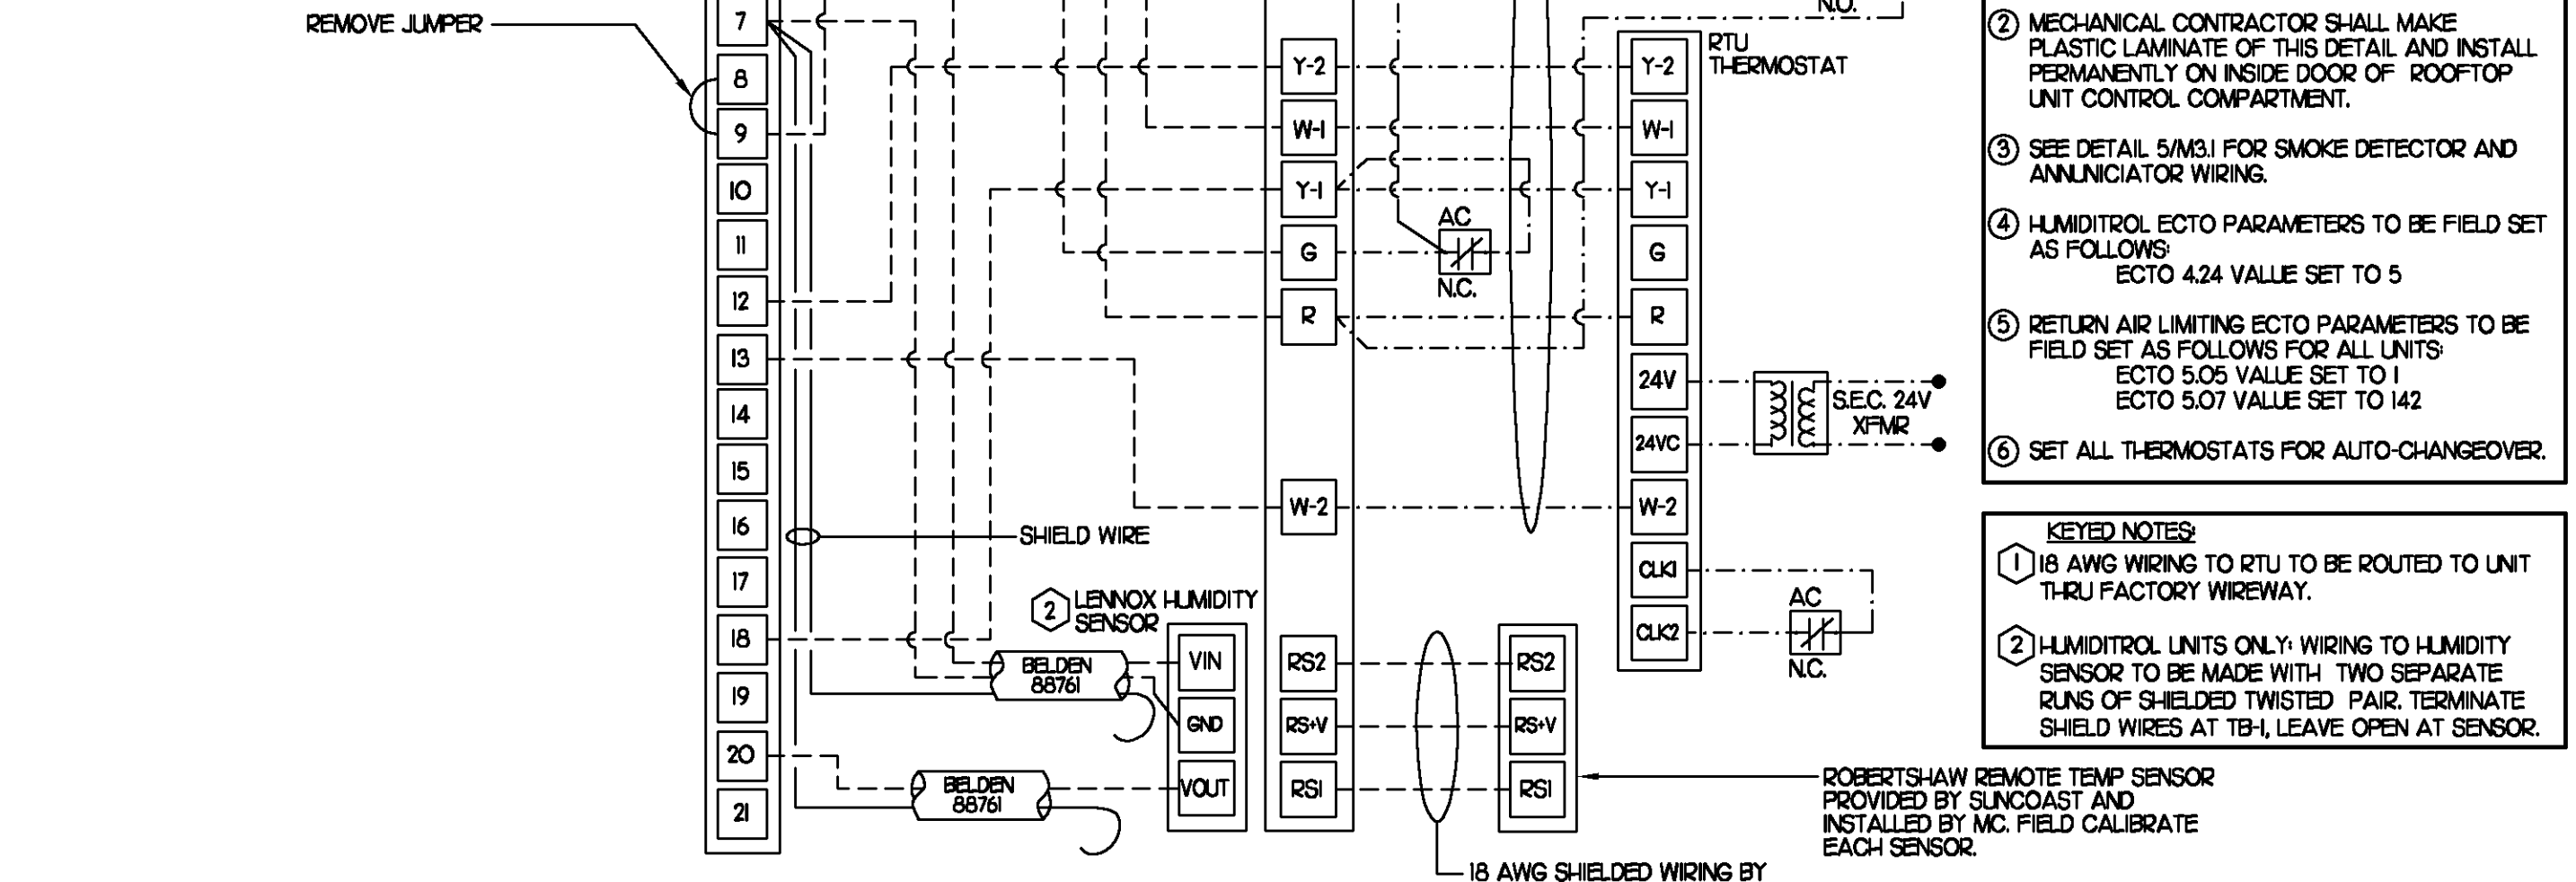 REMOVE JUMPER
7
8
9
10
11
12
13
14
15
16
17
18
19
20
21
SHIELD WIRE
2
LENNOX HUMIDITY
SENSOR
BELDEN
88761
BELDEN
88761
VIN
GND
VOUT
Y-2
W-1
Y-1
G
R
W-2
RS2
RS+V
RS1
AC
N.C.
N.O.
RTU
THERMOSTAT
Y-2
W-1
Y-1
G
R
24V
24VC
W-2
CLK1
CLK2
S.E.C. 24V
XFMR
AC
N.C.
RS2
RS+V
RS1
18 AWG SHIELDED WIRING BY
ROBERTSHAW REMOTE TEMP SENSOR
PROVIDED BY SUNCOAST AND
INSTALLED BY MC. FIELD CALIBRATE
EACH SENSOR.
2 MECHANICAL CONTRACTOR SHALL MAKE
PLASTIC LAMINATE OF THIS DETAIL AND INSTALL
PERMANENTLY ON INSIDE DOOR OF ROOFTOP
UNIT CONTROL COMPARTMENT.
3 SEE DETAIL 5/M3.1 FOR SMOKE DETECTOR AND
ANNUNICIATOR WIRING.
4 HUMIDITROL ECTO PARAMETERS TO BE FIELD SET
AS FOLLOWS:
ECTO 4.24 VALUE SET TO 5
5 RETURN AIR LIMITING ECTO PARAMETERS TO BE
FIELD SET AS FOLLOWS FOR ALL UNITS:
ECTO 5.05 VALUE SET TO 1
ECTO 5.07 VALUE SET TO 142
6 SET ALL THERMOSTATS FOR AUTO-CHANGEOVER.
KEYED NOTES:
1 18 AWG WIRING TO RTU TO BE ROUTED TO UNIT
THRU FACTORY WIREWAY.
2 HUMIDITROL UNITS ONLY: WIRING TO HUMIDITY
SENSOR TO BE MADE WITH TWO SEPARATE
RUNS OF SHIELDED TWISTED PAIR. TERMINATE
SHIELD WIRES AT TB-1, LEAVE OPEN AT SENSOR.